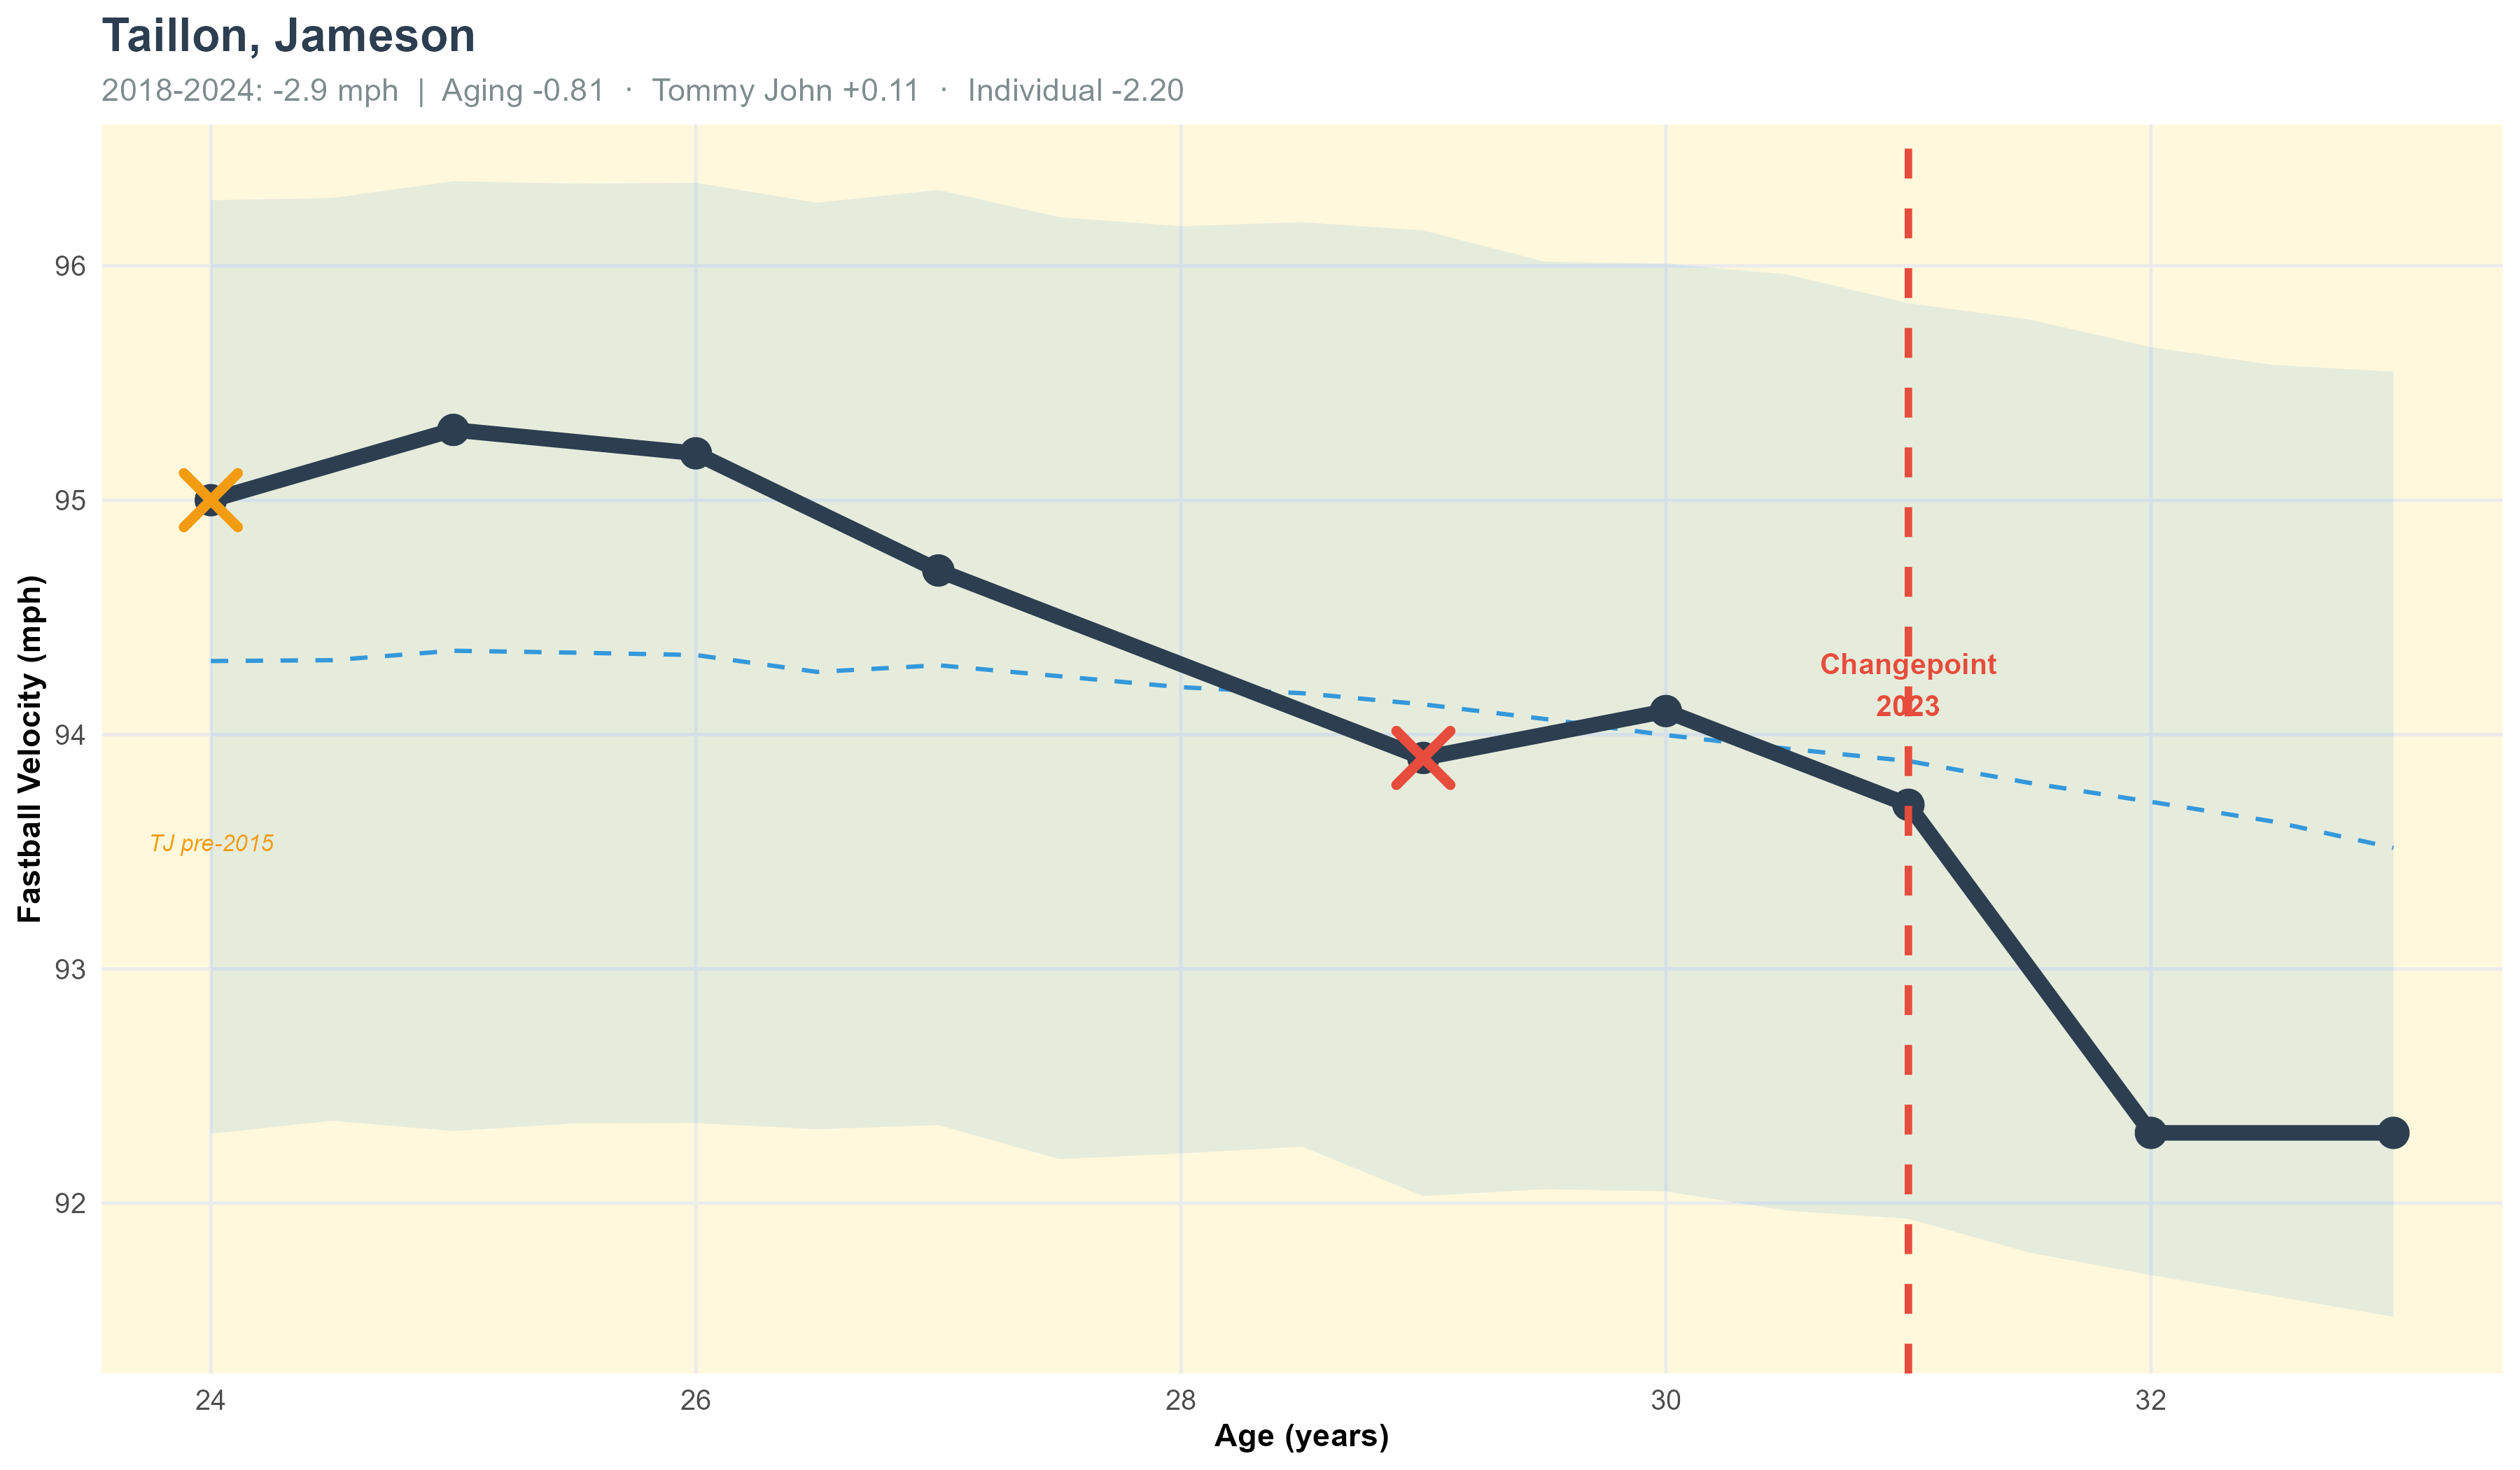 Taillon, Jameson
2018-2024: -2.9 mph | Aging -0.81 · Tommy John +0.11 · Individual -2.20
Fastball Velocity (mph)
96
95
94
93
92
Changepoint
2023
TJ pre-2015
24
26
28
30
32
Age (years)